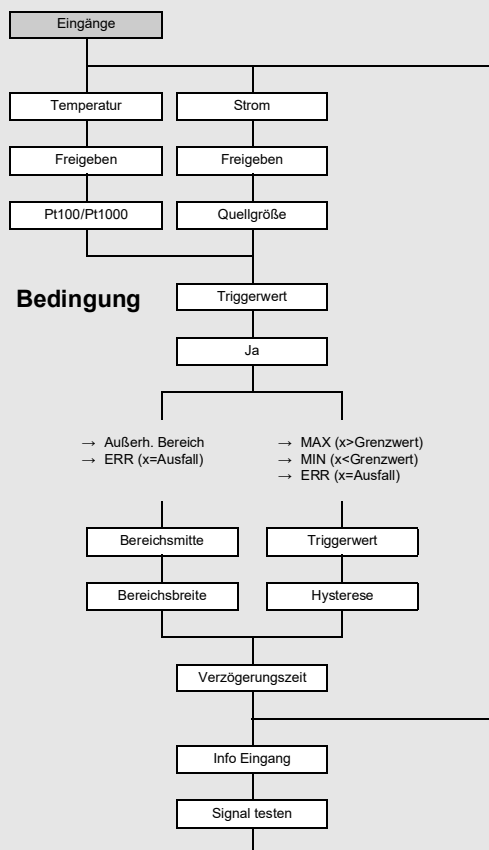 Eingänge
Temperatur
Strom
Freigeben
Freigeben
Pt100/Pt1000
Quellgröße
Bedingung
Triggerwert
Ja
→ Außerh. Bereich
→ ERR (x=Ausfall)
→ MAX (x>Grenzwert)
→ MIN (x<Grenzwert)
→ ERR (x=Ausfall)
Bereichsmitte
Triggerwert
Bereichsbreite
Hysterese
Verzögerungszeit
Info Eingang
Signal testen